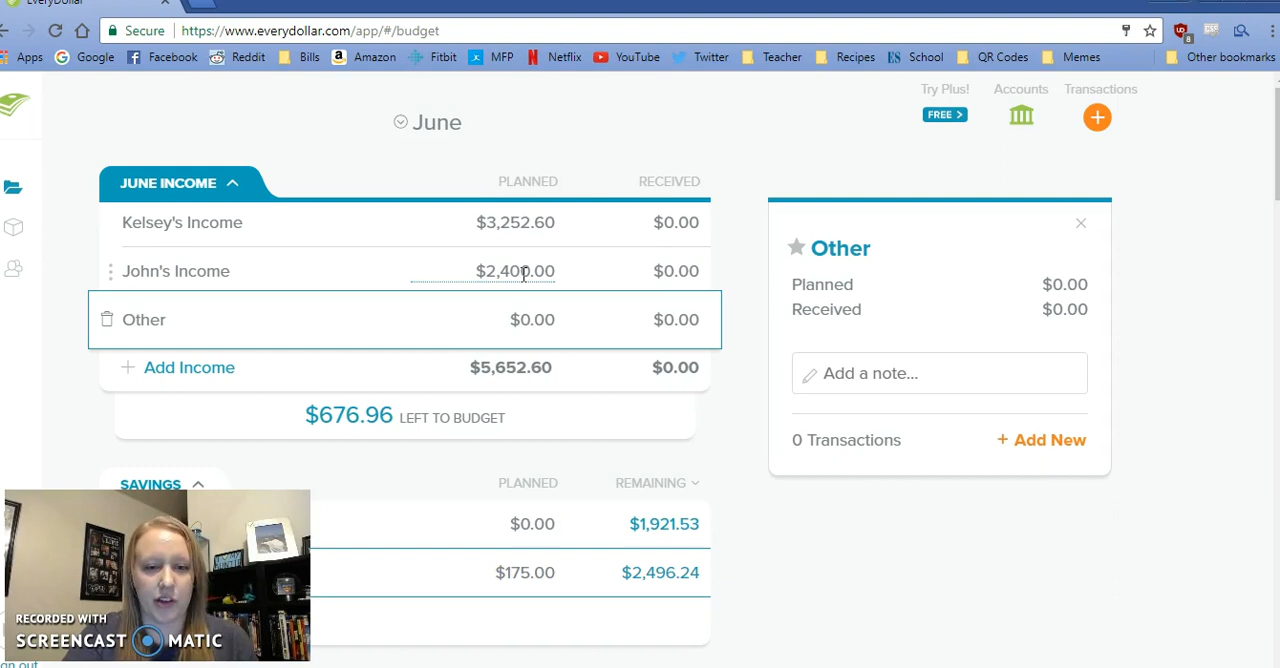 EveryDollar
Secure https://www.everydollar.com/app/#/budget
Apps Google Facebook Reddit Bills Amazon Fitbit MFP Netflix YouTube Twitter Teacher Recipes ES School QR Codes Memes Other bookmarks
Try Plus! Accounts Transactions
FREE >
June
JUNE INCOME PLANNED RECEIVED
Kelsey's Income $3,252.60 $0.00
John's Income $2,400.00 $0.00
Other $0.00 $0.00
+ Add Income $5,652.60 $0.00
$676.96 LEFT TO BUDGET
Other
Planned $0.00
Received $0.00
Add a note...
0 Transactions + Add New
SAVINGS PLANNED REMAINING
$0.00 $1,921.53
$175.00 $2,496.24
RECORDED WITH
SCREENCAST MATIC
gn out